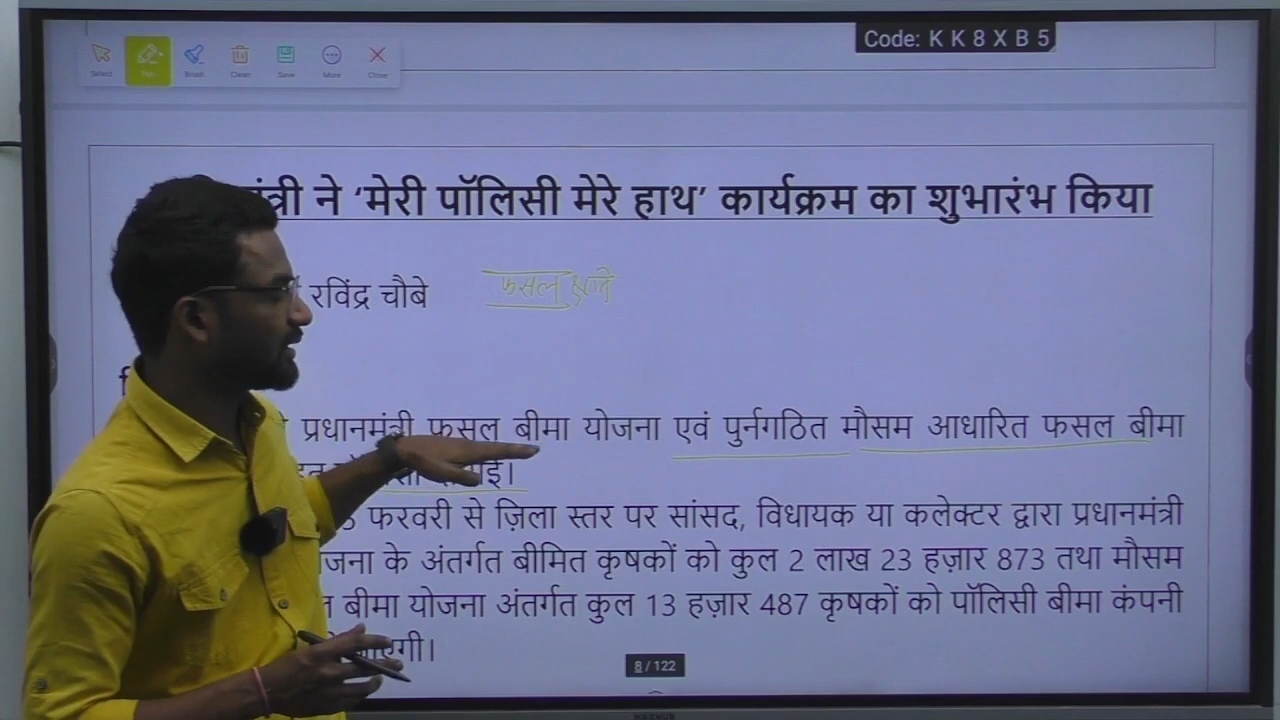 Code: K K 8 X B 5
Select Pen Brush Clean Save More Close
मंत्री ने ‘मेरी पॉलिसी मेरे हाथ’ कार्यक्रम का शुभारंभ किया
रविंद्र चौबे फसल
प्रधानमंत्री फसल बीमा योजना एवं पुर्नगठित मौसम आधारित फसल बीमा
फरवरी से ज़िला स्तर पर सांसद, विधायक या कलेक्टर द्वारा प्रधानमंत्री
के अंतर्गत बीमित कृषकों को कुल 2 लाख 23 हज़ार 873 तथा मौसम
बीमा योजना अंतर्गत कुल 13 हज़ार 487 कृषकों को पॉलिसी बीमा कंपनी
8 / 122